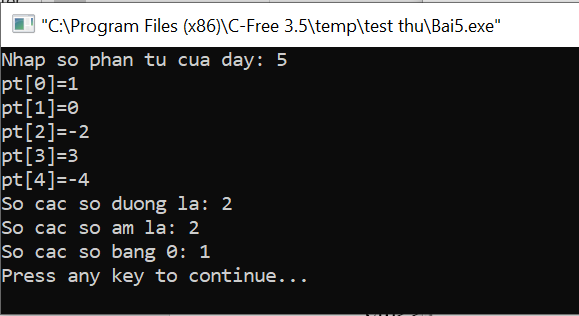 "C:\Program Files (x86)\C-Free 3.5\temp\test thu\Bai5.exe"
Nhap so phan tu cua day: 5
pt[0]=1
pt[1]=0
pt[2]=-2
pt[3]=3
pt[4]=-4
So cac so duong la: 2
So cac so am la: 2
So cac so bang 0: 1
Press any key to continue...